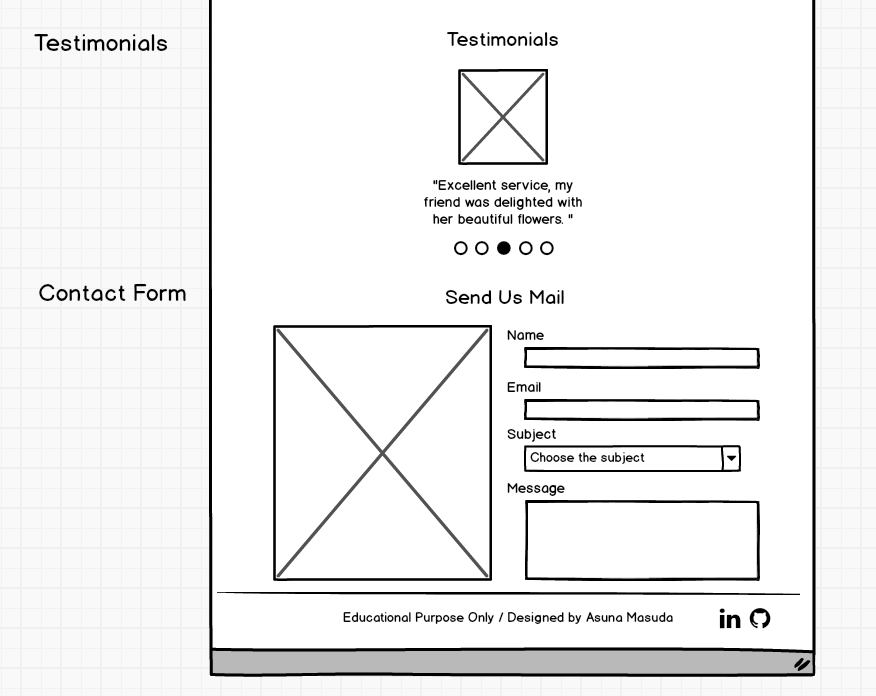 Testimonials
Testimonials
"Excellent service, my
friend was delighted with
her beautiful flowers. "
Contact Form
Send Us Mail
Name
Email
Subject
Choose the subject
Message
Educational Purpose Only / Designed by Asuna Masuda
in